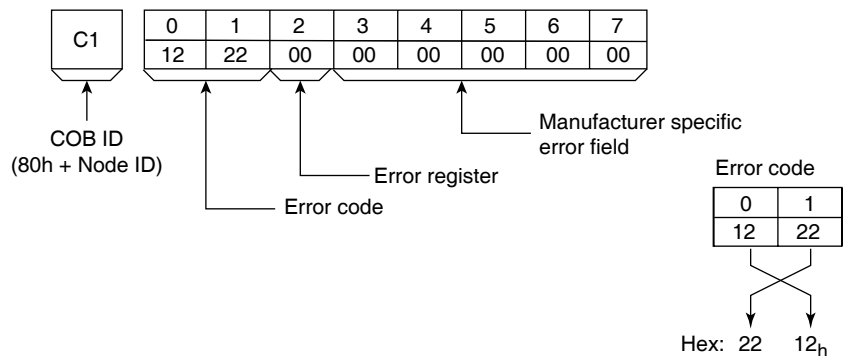 C1
0 1 2 3 4 5 6 7
12 22 00 00 00 00 00 00
COB ID
(80h + Node ID)
Manufacturer specific
error field
Error register
Error code
Error code
0 1
12 22
Hex: 22 12h